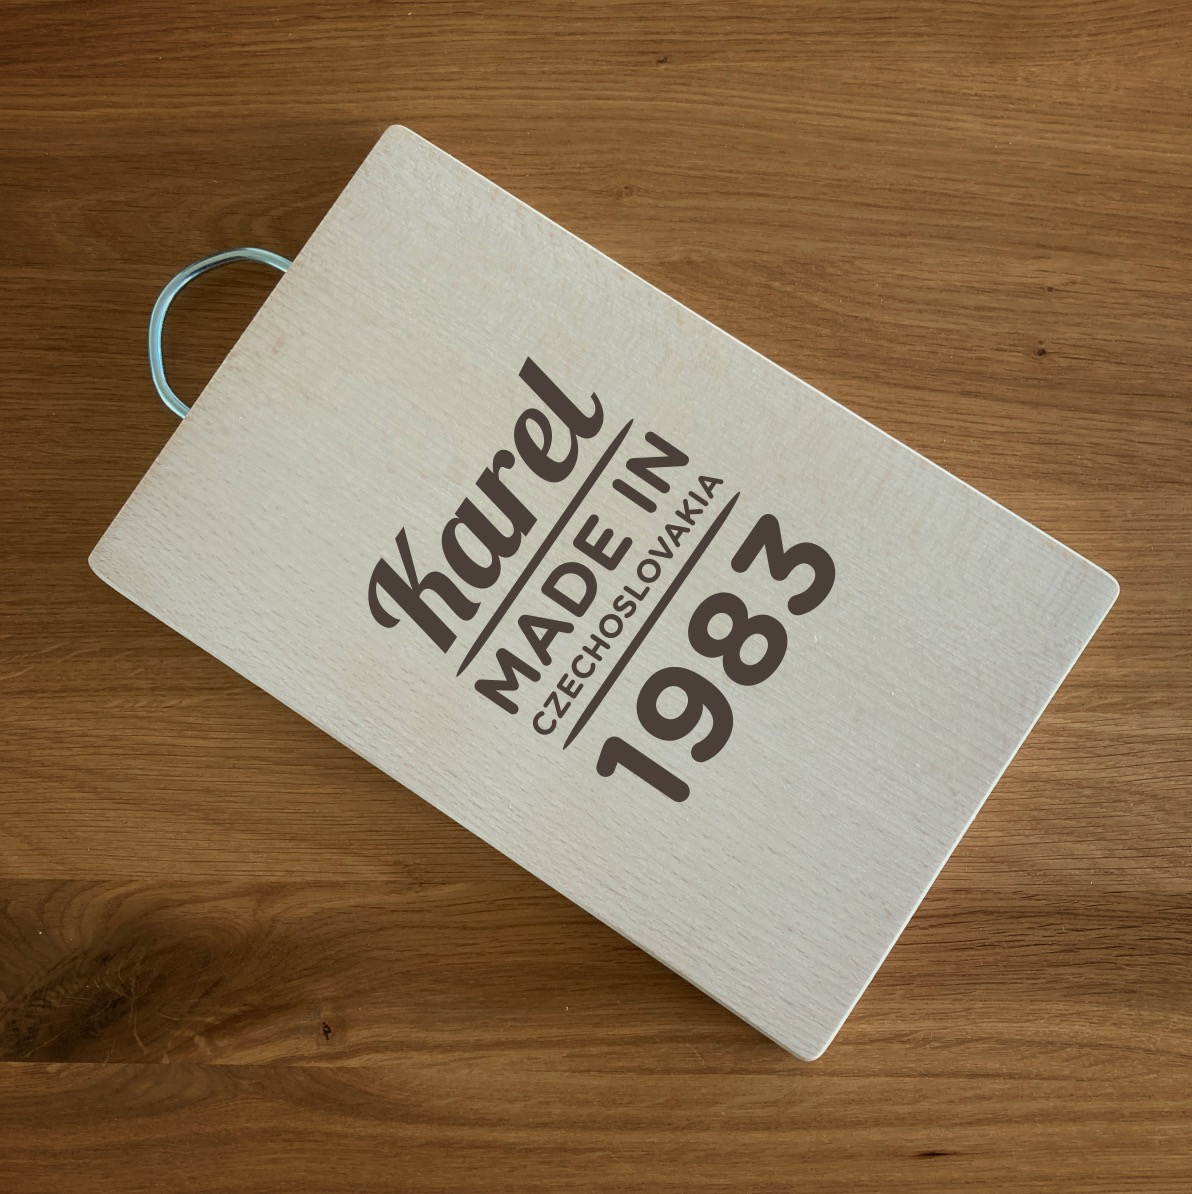 Karel
MADE IN
CZECHOSLOVAKIA
1983